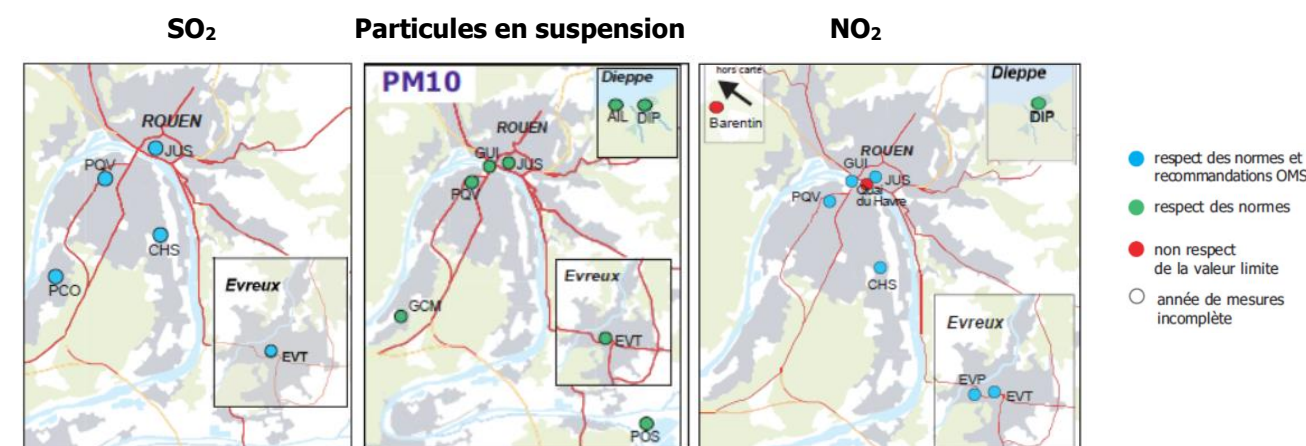 SO₂
Particules en suspension
NO₂
ROUEN
JUS
PQV
CHS
PCO
Evreux
EVT
PM10
Dieppe
AIL DIP
ROUEN
GUI
JUS
PQV
GCM
Evreux
EVT
POS
hors carte
Barentin
Dieppe
DIP
ROUEN
GUI
JUS
Quai
du Havre
PQV
CHS
Evreux
EVP
EVT
respect des normes et
recommandations OMS
respect des normes
non respect
de la valeur limite
année de mesures
incomplète